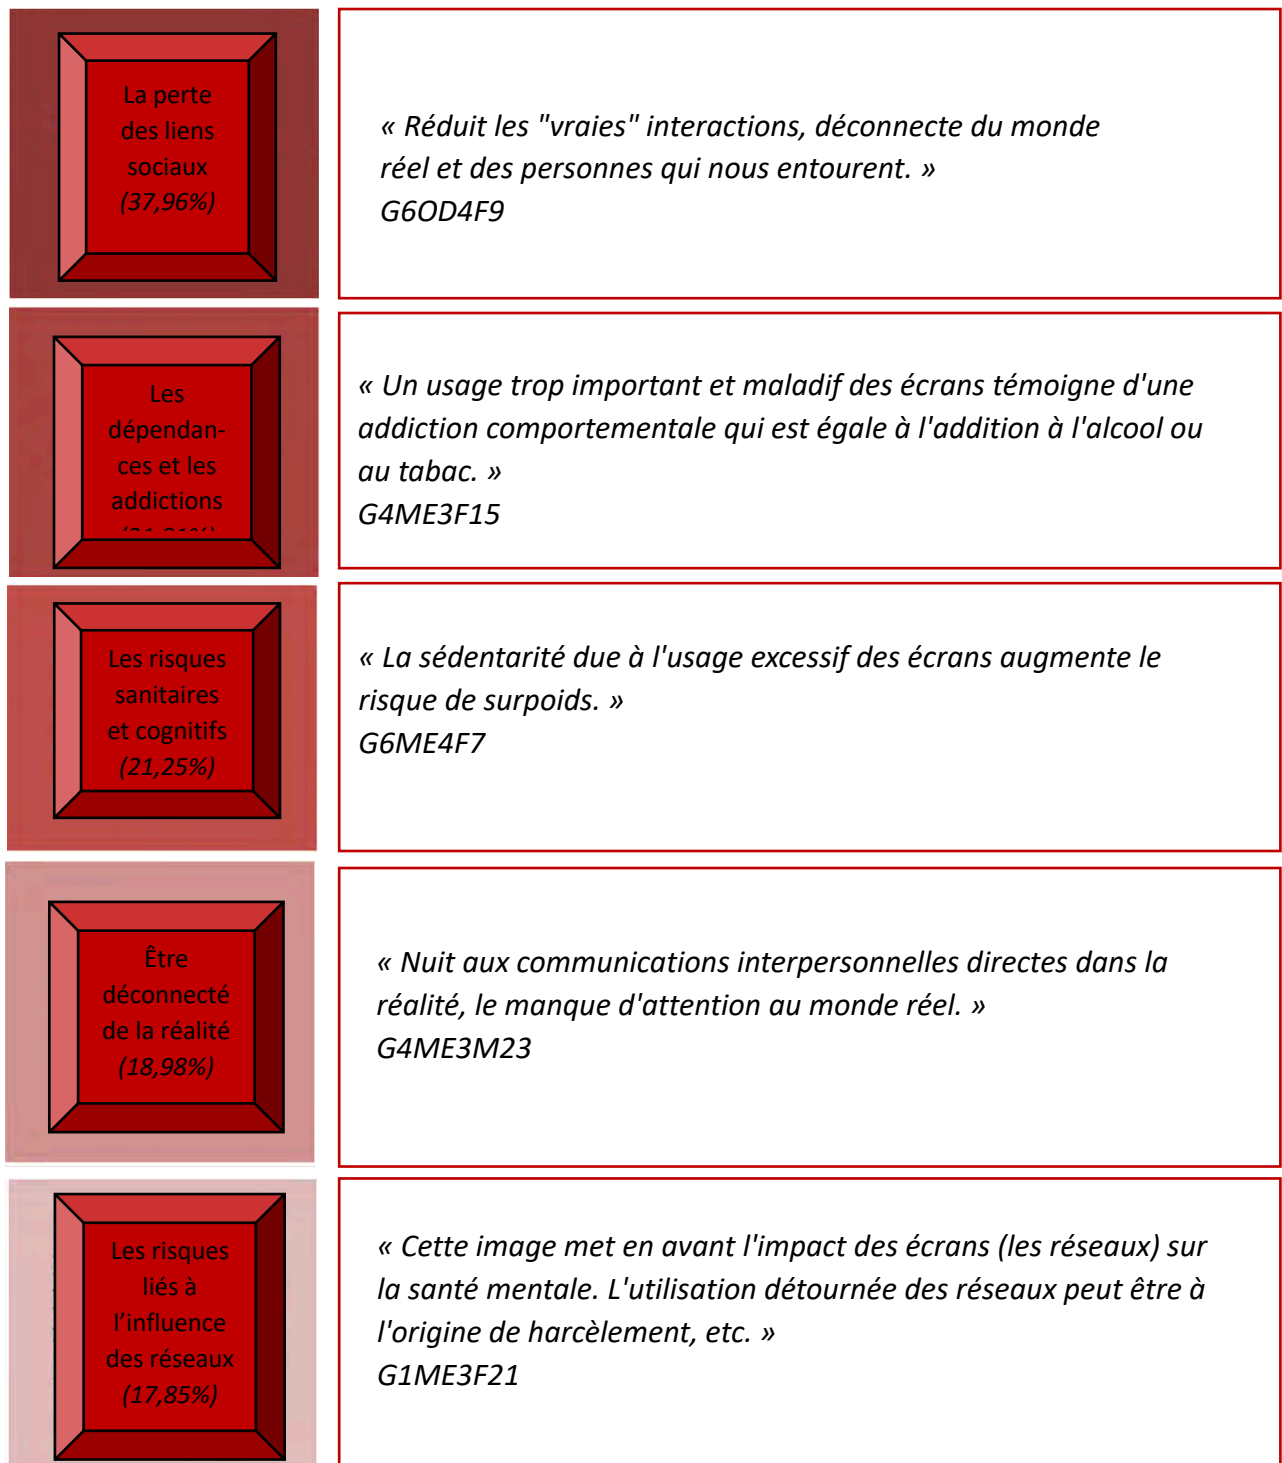 La perte
des liens
sociaux
(37,96%)
« Réduit les "vraies" interactions, déconnecte du monde
réel et des personnes qui nous entourent. »
G6OD4F9
Les
dépendan-
ces et les
addictions
« Un usage trop important et maladif des écrans témoigne d'une
addiction comportementale qui est égale à l'addition à l'alcool ou
au tabac. »
G4ME3F15
Les risques
sanitaires
et cognitifs
(21,25%)
« La sédentarité due à l'usage excessif des écrans augmente le
risque de surpoids. »
G6ME4F7
Être
déconnecté
de la réalité
(18,98%)
« Nuit aux communications interpersonnelles directes dans la
réalité, le manque d'attention au monde réel. »
G4ME3M23
Les risques
liés à
l’influence
des réseaux
(17,85%)
« Cette image met en avant l'impact des écrans (les réseaux) sur
la santé mentale. L'utilisation détournée des réseaux peut être à
l'origine de harcèlement, etc. »
G1ME3F21